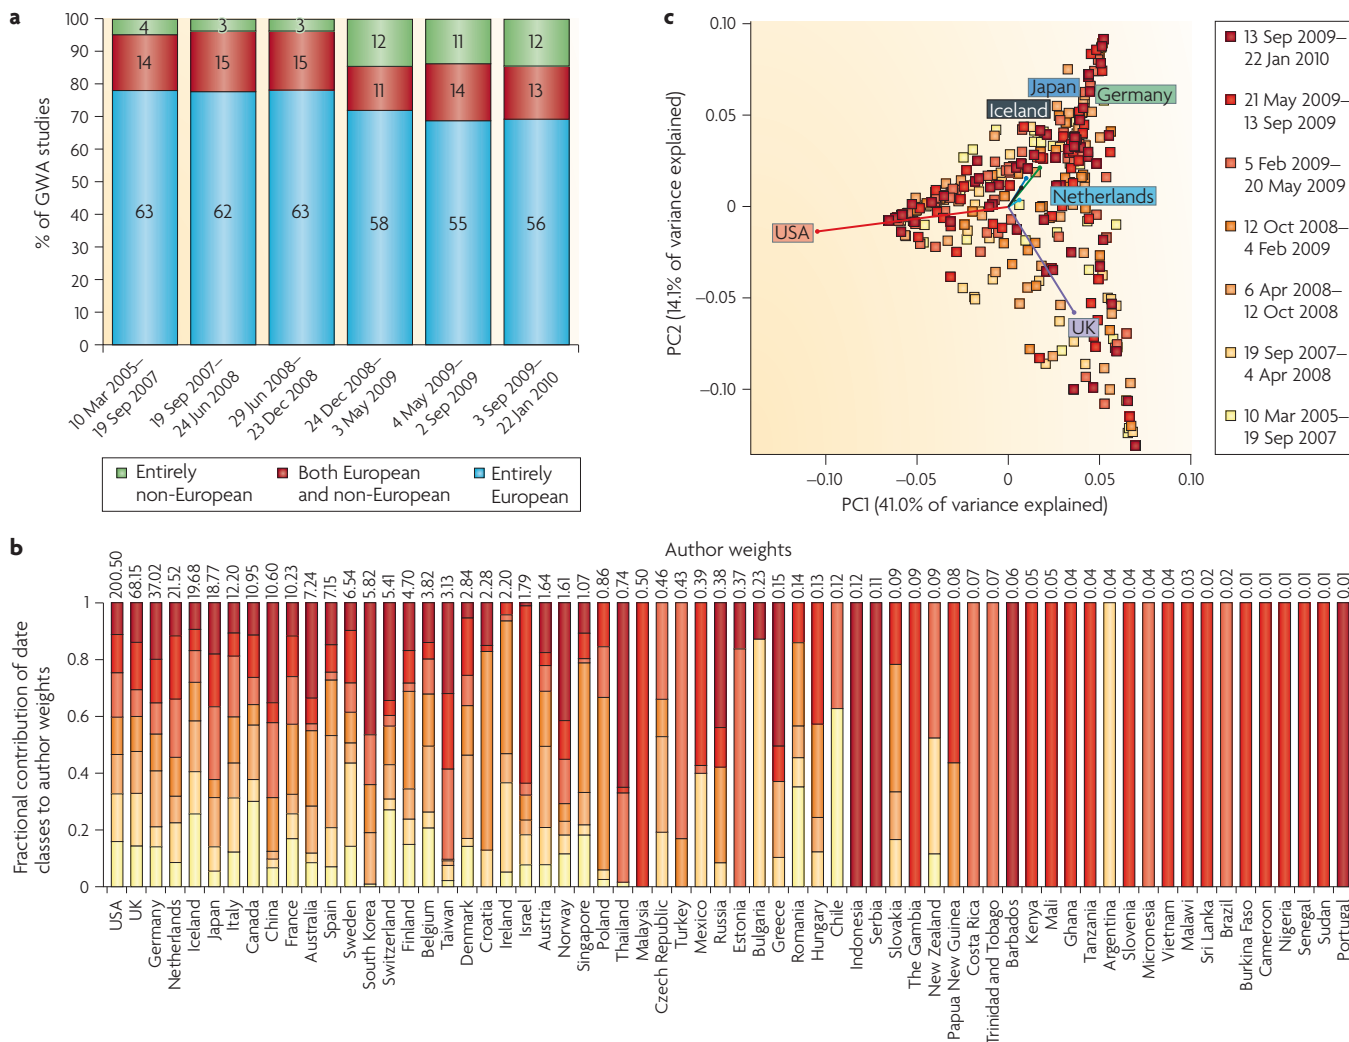 a
% of GWA studies
100
90
80
70
60
50
40
30
20
10
0
4
3
3
12
11
12
14
15
15
11
14
13
63
62
63
58
55
56
10 Mar 2005–
19 Sep 2007
19 Sep 2007–
24 Jun 2008
29 Jun 2008–
23 Dec 2008
24 Dec 2008–
3 May 2009
4 May 2009–
2 Sep 2009
3 Sep 2009–
22 Jan 2010
Entirely
non-European
Both European
and non-European
Entirely
European
c
PC2 (14.1% of variance explained)
0.10
0.05
0
−0.05
−0.10
Japan
Germany
Iceland
Netherlands
USA
UK
−0.10
−0.05
0
0.05
0.10
PC1 (41.0% of variance explained)
13 Sep 2009–
22 Jan 2010
21 May 2009–
13 Sep 2009
5 Feb 2009–
20 May 2009
12 Oct 2008–
4 Feb 2009
6 Apr 2008–
12 Oct 2008
19 Sep 2007–
4 Apr 2008
10 Mar 2005–
19 Sep 2007
b
Author weights
200.50
68.15
37.02
21.52
19.68
18.77
12.20
10.95
10.60
10.23
7.24
7.15
6.54
5.82
5.41
4.70
3.82
3.13
2.84
2.28
2.20
1.79
1.64
1.61
1.07
0.86
0.74
0.50
0.46
0.43
0.39
0.38
0.37
0.23
0.15
0.14
0.13
0.12
0.12
0.11
0.09
0.09
0.09
0.08
0.07
0.07
0.06
0.05
0.05
0.04
0.04
0.04
0.04
0.04
0.04
0.03
0.02
0.02
0.01
0.01
0.01
0.01
0.01
0.01
Fractional contribution of date
classes to author weights
1
0.8
0.6
0.4
0.2
0
USA
UK
Germany
Netherlands
Iceland
Japan
Italy
Canada
China
France
Australia
Spain
Sweden
South Korea
Switzerland
Finland
Belgium
Taiwan
Denmark
Croatia
Ireland
Israel
Austria
Norway
Singapore
Poland
Thailand
Malaysia
Czech Republic
Turkey
Mexico
Russia
Estonia
Bulgaria
Greece
Romania
Hungary
Chile
Indonesia
Serbia
Slovakia
The Gambia
New Zealand
Papua New Guinea
Costa Rica
Trinidad and Tobago
Barbados
Kenya
Mali
Ghana
Tanzania
Argentina
Slovenia
Micronesia
Vietnam
Malawi
Sri Lanka
Brazil
Burkina Faso
Cameroon
Nigeria
Senegal
Sudan
Portugal